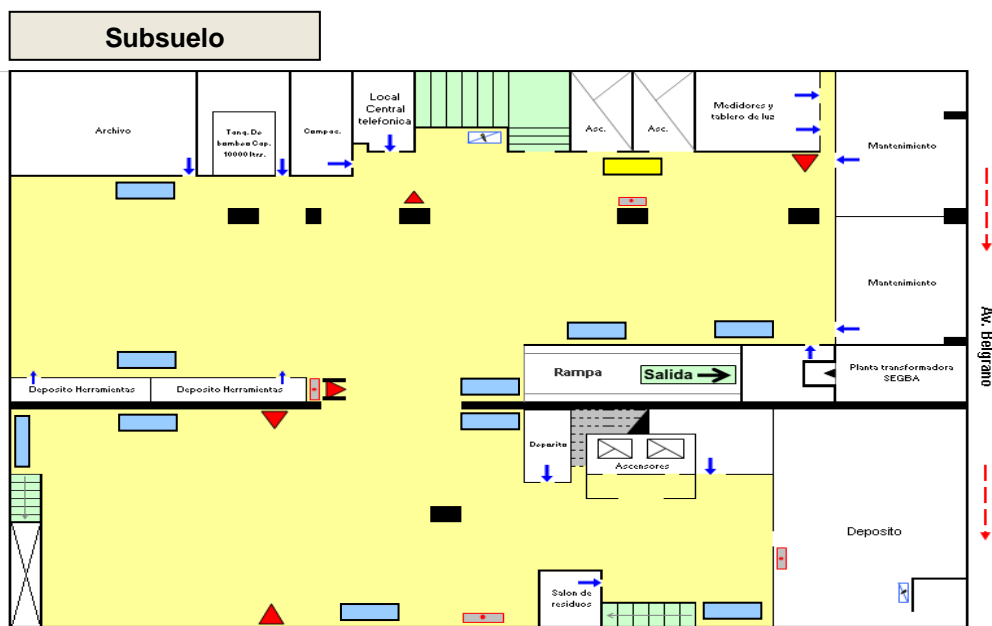 Subsuelo
Archivo
Tanq. De
bombeo Cap.
10000 ltrs.
Compac.
Local
Central
telefonica
Asc.
Asc.
Medidores y
tablero de luz
Mantenimiento
Mantenimiento
Av. Belgrano
Deposito Herramientas
Deposito Herramientas
Rampa
Salida
Planta transformadora
SEGBA
Deposito
Ascensores
Deposito
Salon de
residuos